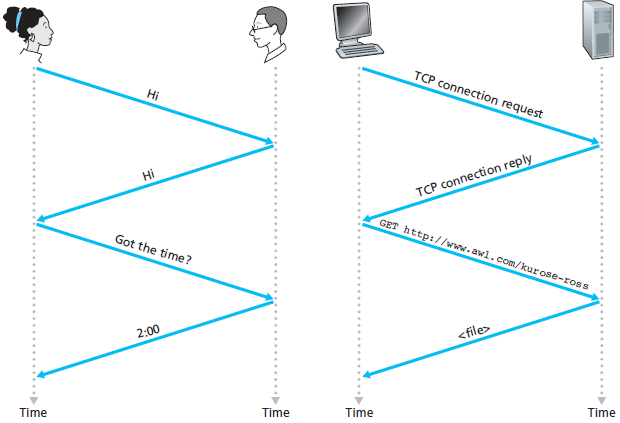 Hi
Hi
Got the time?
2:00
Time
Time
TCP connection request
TCP connection reply
GET http://www.awl.com/kurose-ross
<file>
Time
Time